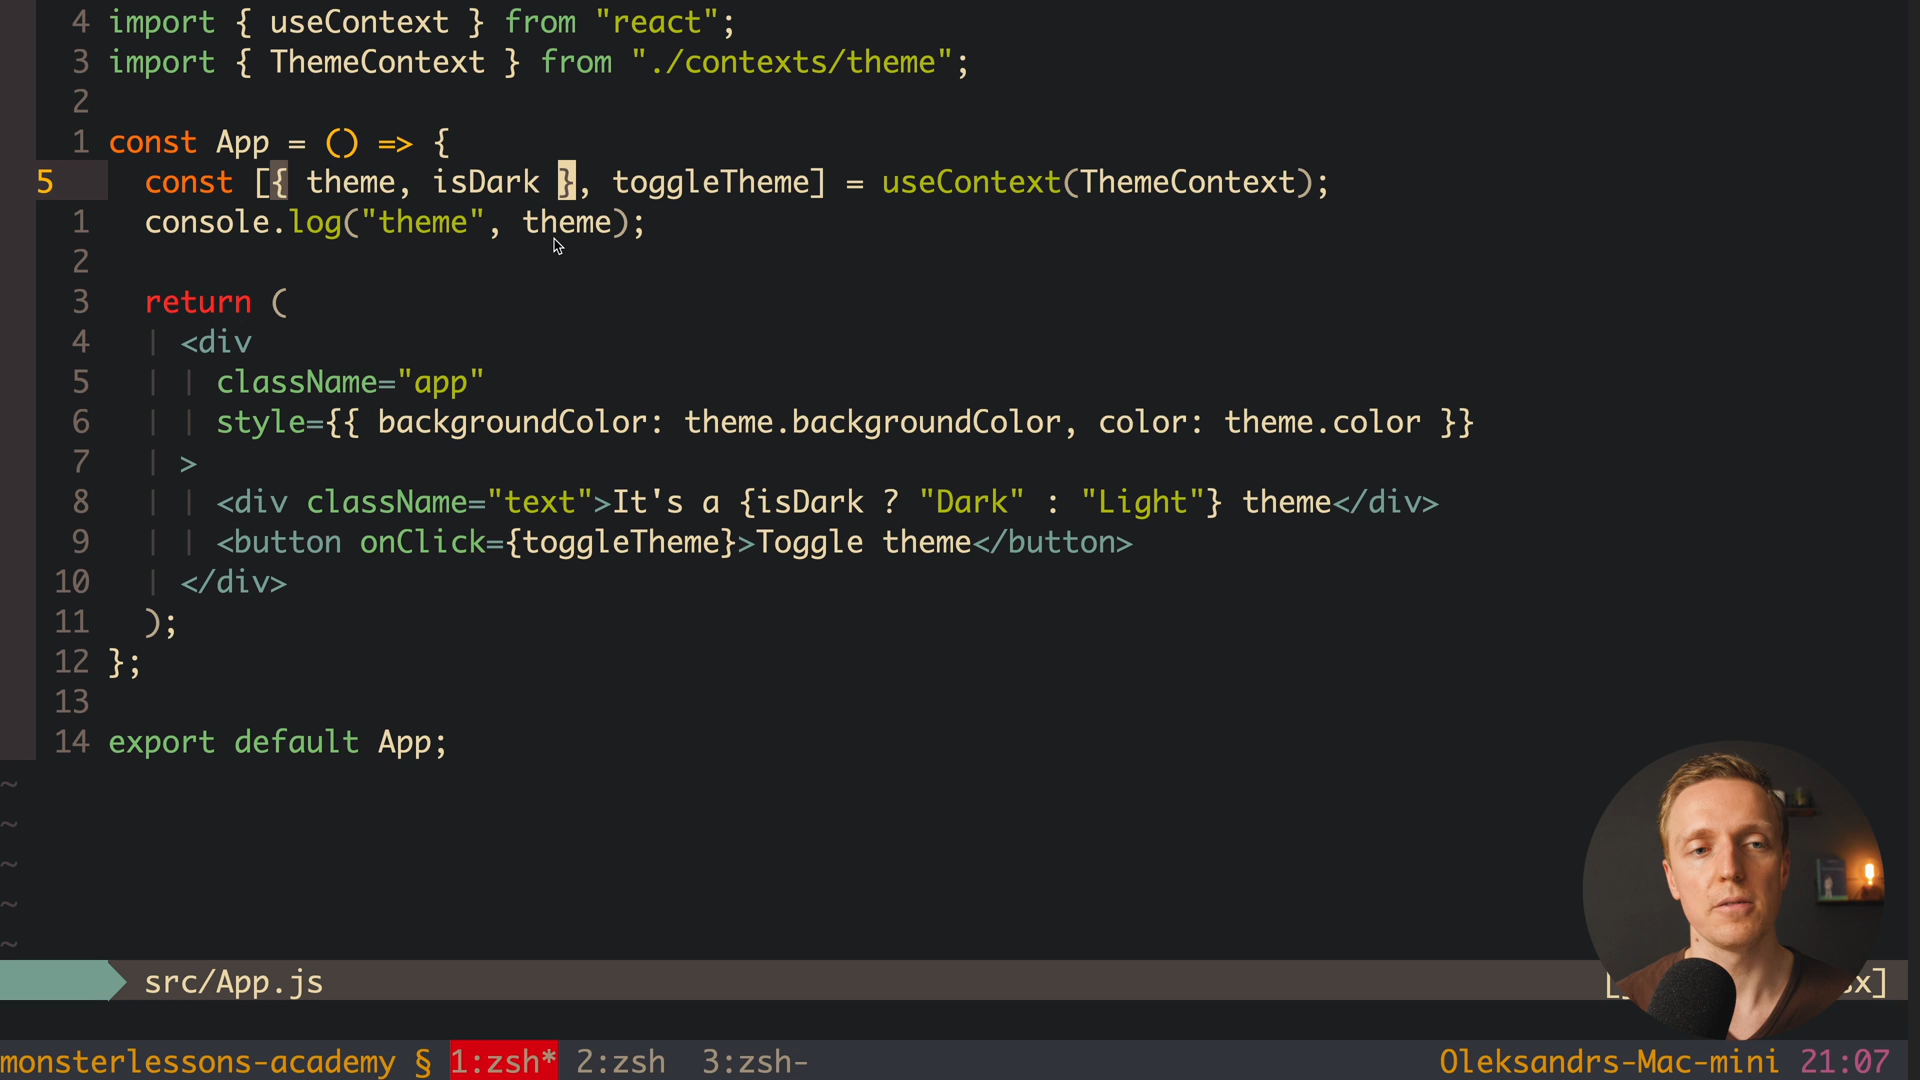 4 import { useContext } from "react";
3 import { ThemeContext } from "./contexts/theme";
2
1 const App = () => {
5 const [{ theme, isDark }, toggleTheme] = useContext(ThemeContext);
1 console.log("theme", theme);
2
3 return (
4 <div
5 className="app"
6 style={{ backgroundColor: theme.backgroundColor, color: theme.color }}
7 >
8 <div className="text">It's a {isDark ? "Dark" : "Light"} theme</div>
9 <button onClick={toggleTheme}>Toggle theme</button>
10 </div>
11 );
12 };
13
14 export default App;
~
~
~
~
~
src/App.js
monsterlessons-academy § 1:zsh* 2:zsh 3:zsh- Oleksandrs-Mac-mini 21:07